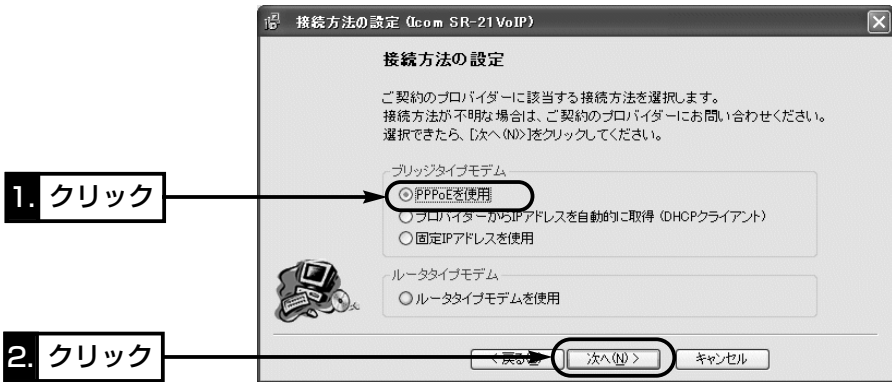 接続方法の設定 (Icom SR-21VoIP)
接続方法の設定
ご契約のプロバイダーに該当する接続方法を選択します。
接続方法が不明な場合は、ご契約のプロバイダーにお問い合わせください。
選択できたら、[次へ(N)>]をクリックしてください。
ブリッジタイプモデム
1. クリック
PPPoEを使用
プロバイダーからIPアドレスを自動的に取得 (DHCPクライアント)
固定IPアドレスを使用
ルータタイプモデム
ルータタイプモデムを使用
2. クリック
< 戻る
次へ(N) >
キャンセル